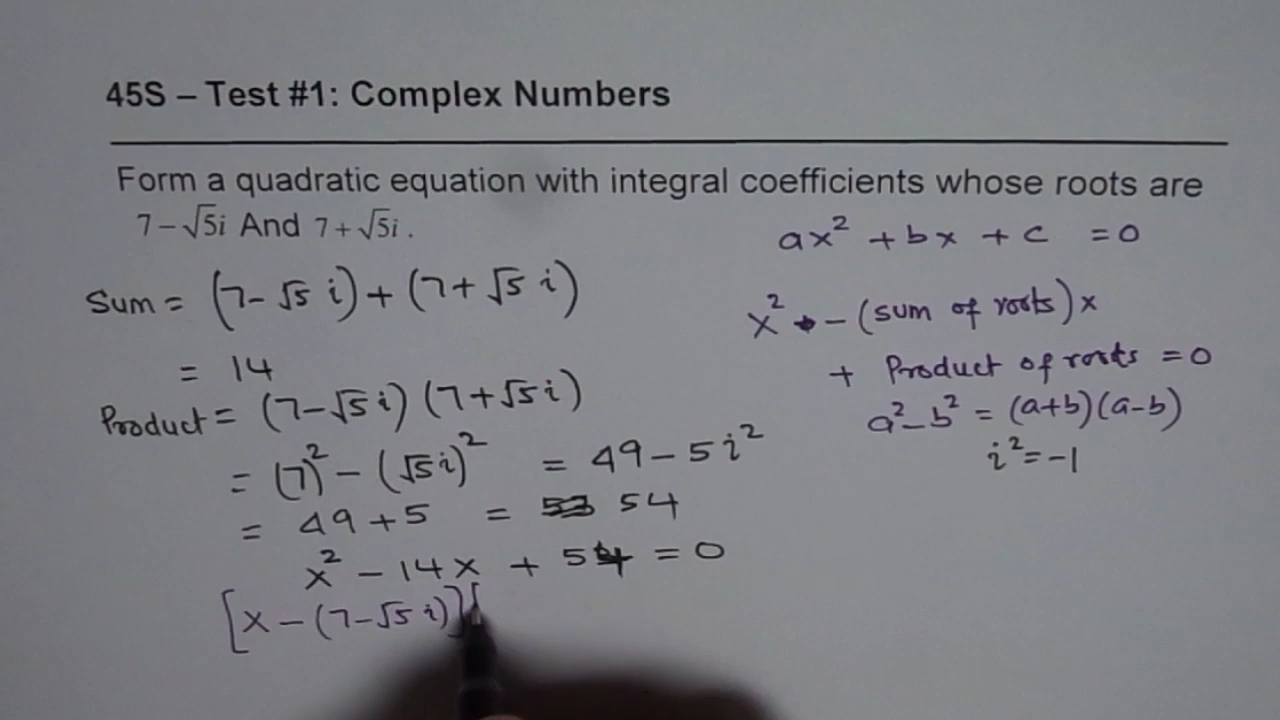 45S – Test #1: Complex Numbers
Form a quadratic equation with integral coefficients whose roots are
7 – √5i And 7 + √5i .
ax² + bx + c = 0
Sum = (7 - √5 i) + (7 + √5 i)
x² - (sum of roots) x
= 14
+ Product of roots = 0
Product = (7 - √5 i) (7 + √5 i)
a² - b² = (a+b)(a-b)
= (7)² - (√5 i)² = 49 - 5 i²
i² = -1
= 49 + 5 = 54
x² - 14x + 54 = 0
[x - (7 - √5 i)] [